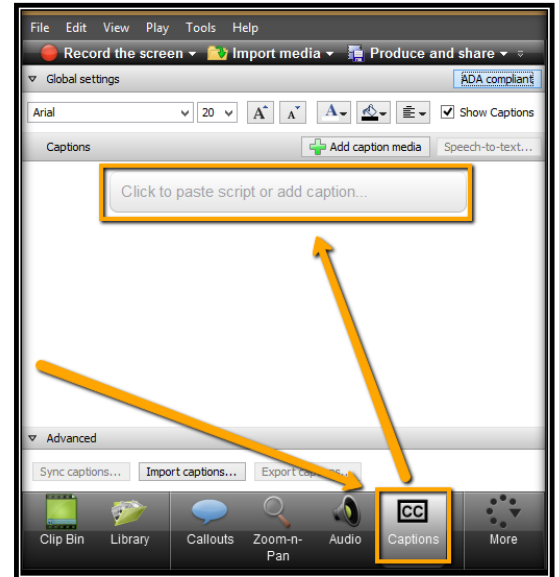 File Edit View Play Tools Help
Record the screen Import media Produce and share
Global settings ADA compliant
Arial 20 A A A Show Captions
Captions Add caption media Speech-to-text...
Click to paste script or add caption...
Advanced
Sync captions... Import captions... Export captions...
CC
Clip Bin Library Callouts Zoom-n-Pan Audio Captions More